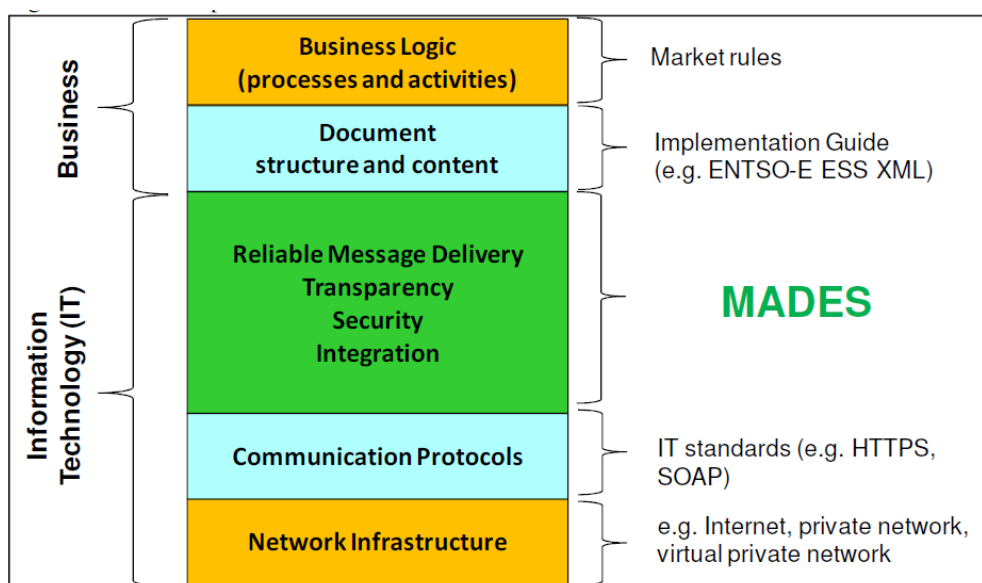 Business Logic
(processes and activities)
Market rules
Business
Document
structure and content
Implementation Guide
(e.g. ENTSO-E ESS XML)
Reliable Message Delivery
Transparency
Security
Integration
MADES
Information
Technology (IT)
Communication Protocols
IT standards (e.g. HTTPS,
SOAP)
Network Infrastructure
e.g. Internet, private network,
virtual private network